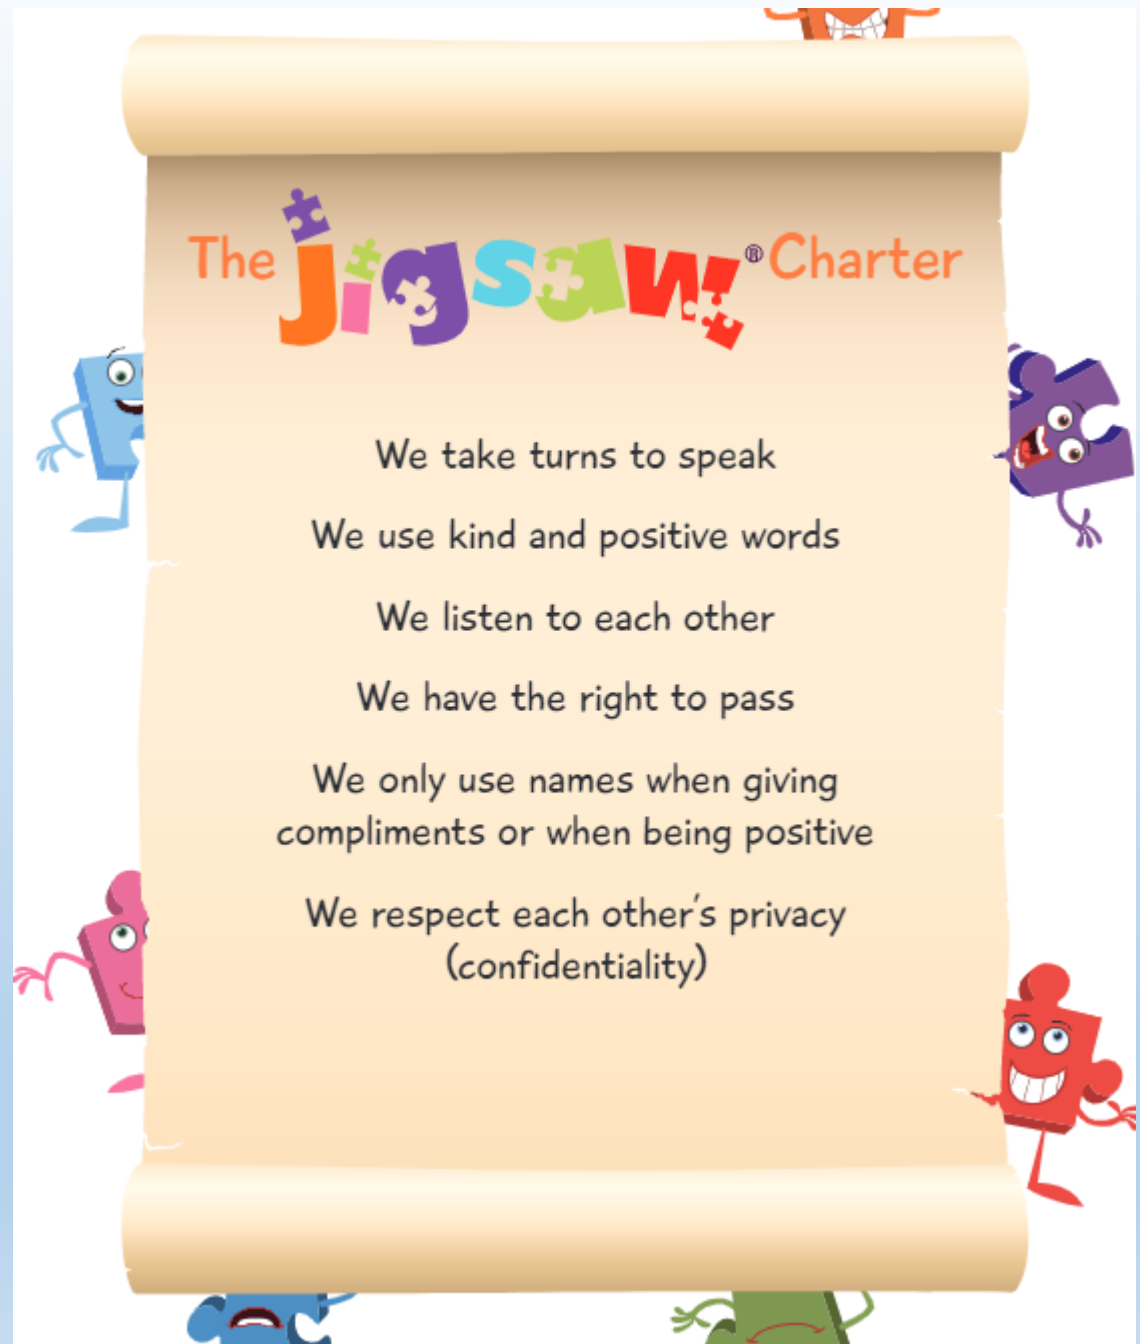 The jigsaw® Charter
We take turns to speak
We use kind and positive words
We listen to each other
We have the right to pass
We only use names when giving
compliments or when being positive
We respect each other's privacy
(confidentiality)